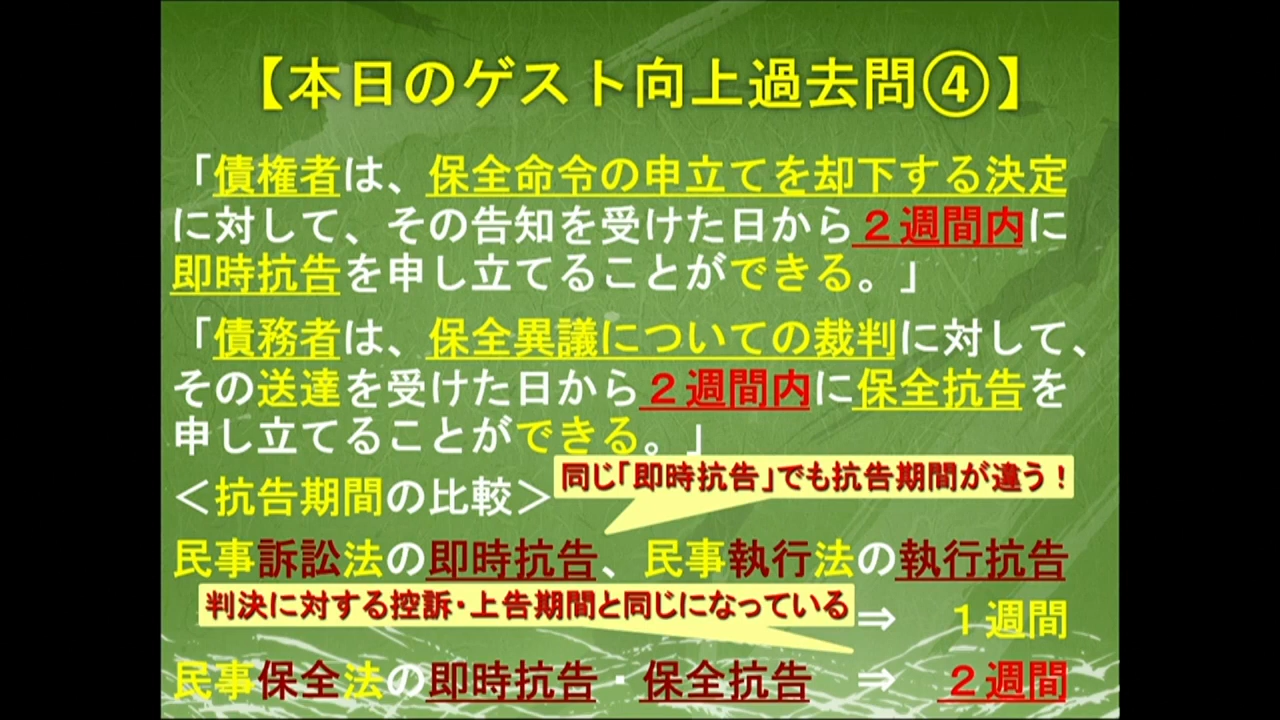 【本日のゲスト向上過去問④】
「債権者は、保全命令の申立てを却下する決定
に対して、その告知を受けた日から２週間内に
即時抗告を申し立てることができる。」
「債務者は、保全異議についての裁判に対して、
その送達を受けた日から２週間内に保全抗告を
申し立てることができる。」
＜抗告期間の比較＞
同じ「即時抗告」でも抗告期間が違う！
民事訴訟法の即時抗告、民事執行法の執行抗告
判決に対する控訴・上告期間と同じになっている
⇒　１週間
民事保全法の即時抗告・保全抗告　⇒　２週間